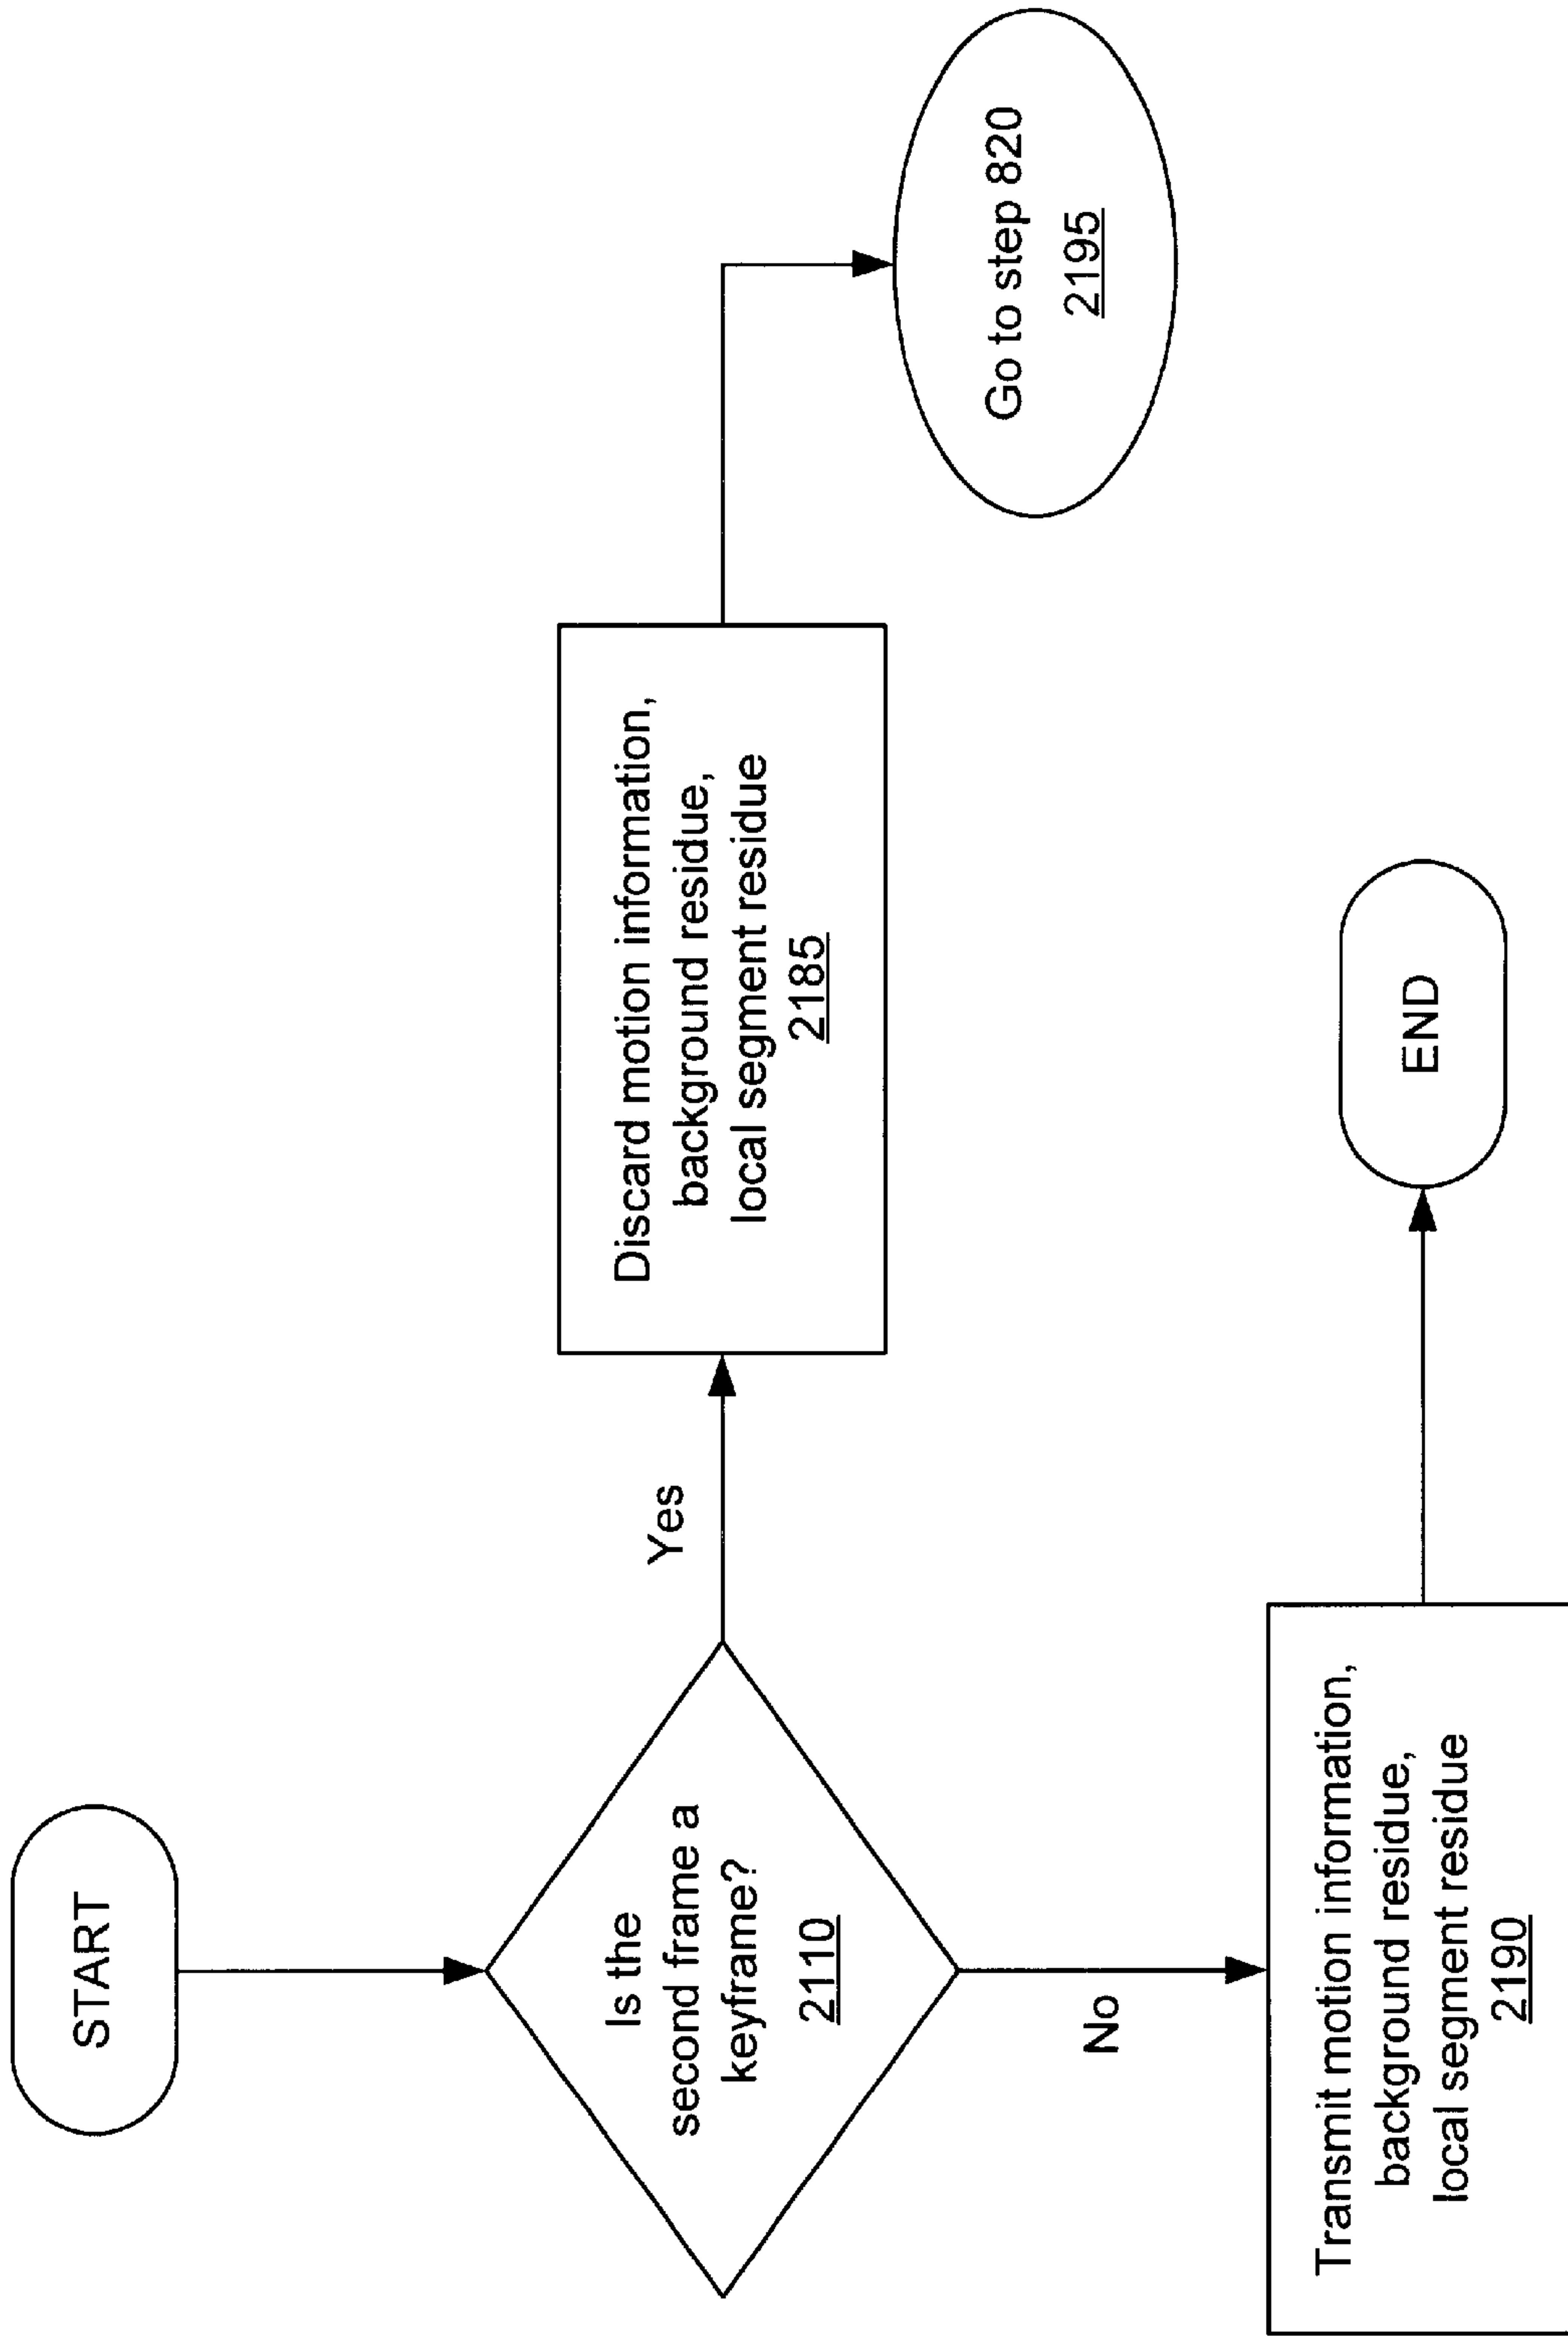 START
Is the
second frame a
keyframe?
2110
Yes
Discard motion information,
background residue,
local segment residue
2185
Go to step 820
2195
No
Transmit motion information,
background residue,
local segment residue
2190
END